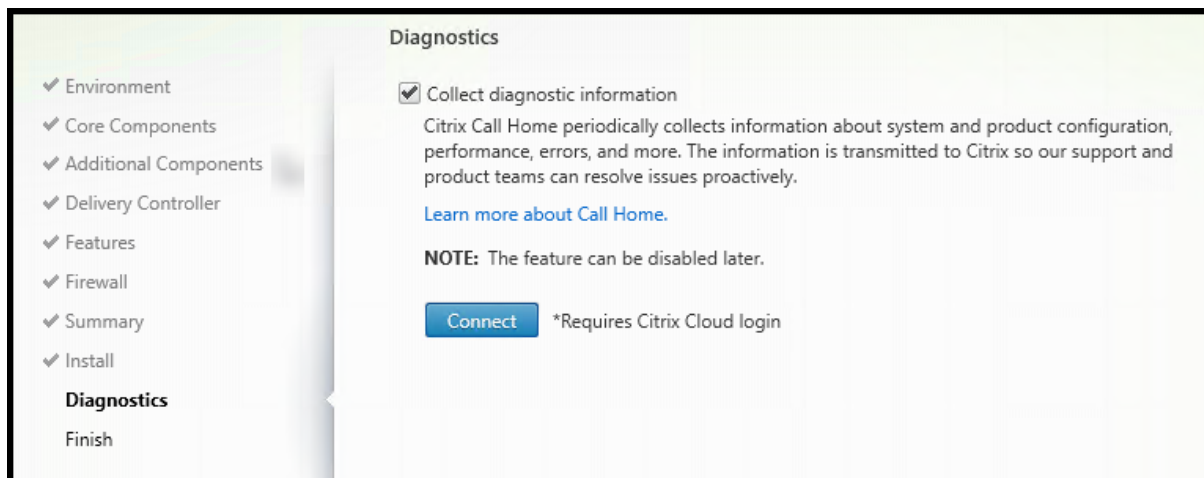 Diagnostics
Environment
Core Components
Additional Components
Delivery Controller
Features
Firewall
Summary
Install
Diagnostics
Finish
Collect diagnostic information
Citrix Call Home periodically collects information about system and product configuration,
performance, errors, and more. The information is transmitted to Citrix so our support and
product teams can resolve issues proactively.
Learn more about Call Home.
NOTE: The feature can be disabled later.
Connect *Requires Citrix Cloud login